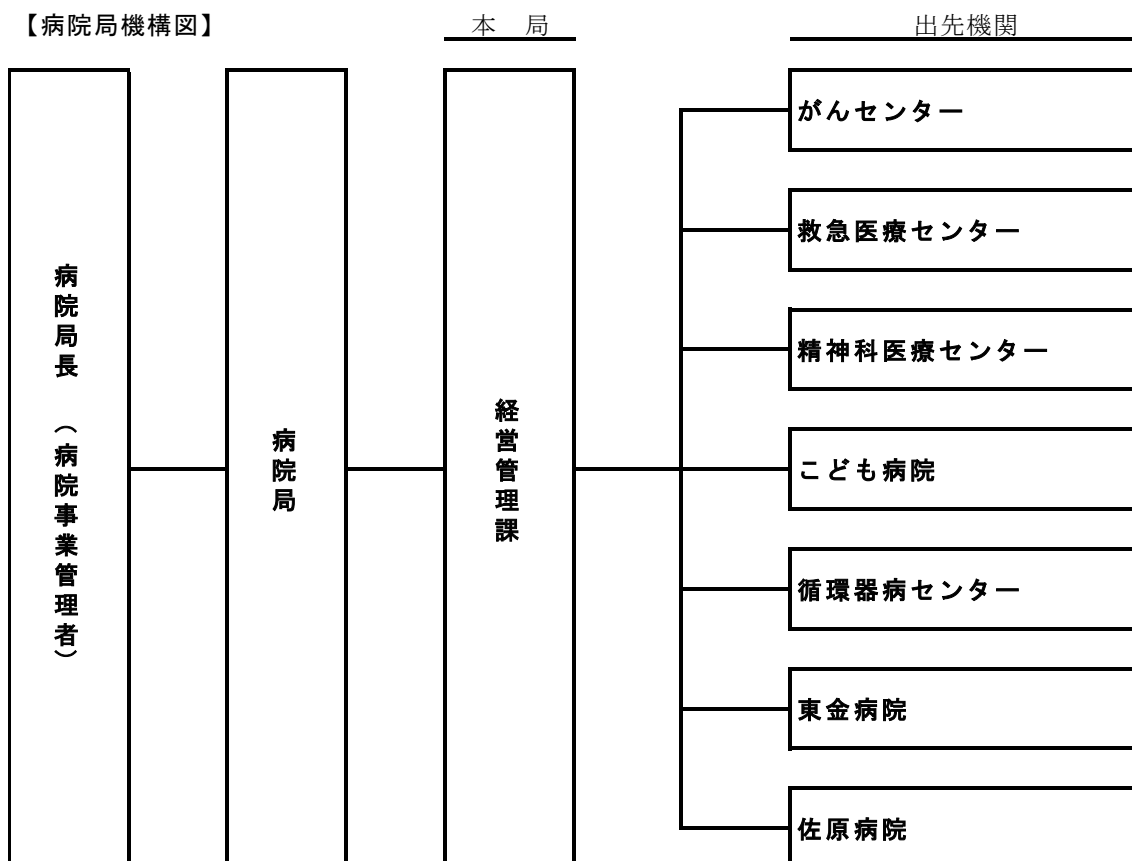 【病院局機構図】
本　局
出先機関
病院局長　（病院事業管理者）
病院局
経営管理課
がんセンター
救急医療センター
精神科医療センター
こども病院
循環器病センター
東金病院
佐原病院